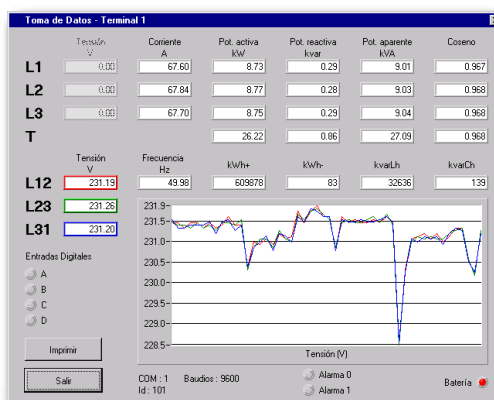 Toma de Datos - Terminal 1
Tensión Corriente Pot. activa Pot. reactiva Pot. aparente Coseno
V A kW kvar kVA
L1 0.00 67.60 8.73 0.29 9.01 0.967
L2 0.00 67.84 8.77 0.28 9.03 0.968
L3 0.00 67.70 8.75 0.29 9.04 0.968
T 26.22 0.86 27.09 0.968
Tensión Frecuencia kWh+ kWh- kvarLh kvarCh
V Hz
L12 231.19 49.98 609878 83 32636 139
L23 231.26
L31 231.20
231.9
231.5
231.0
230.5
230.0
229.5
229.0
228.5
Tensión (V)
Entradas Digitales
A
B
C
D
Imprimir
Salir
COM : 1 Baudios : 9600 Alarma 0
Id : 101 Alarma 1 Batería